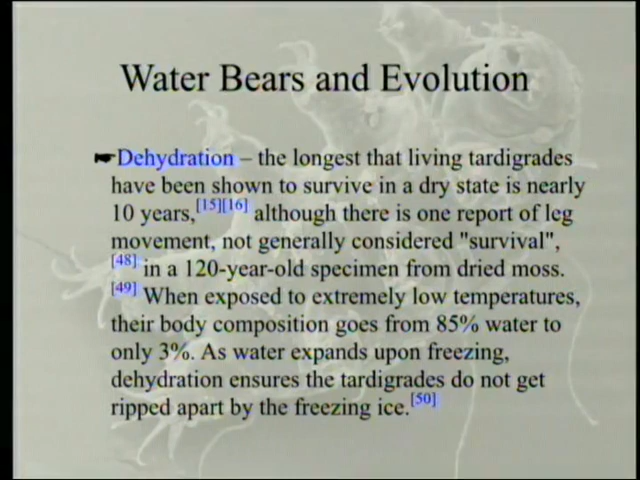 Water Bears and Evolution
☛Dehydration – the longest that living tardigrades
have been shown to survive in a dry state is nearly
10 years,[15][16] although there is one report of leg
movement, not generally considered "survival",
[48] in a 120-year-old specimen from dried moss.
[49] When exposed to extremely low temperatures,
their body composition goes from 85% water to
only 3%. As water expands upon freezing,
dehydration ensures the tardigrades do not get
ripped apart by the freezing ice.[50]